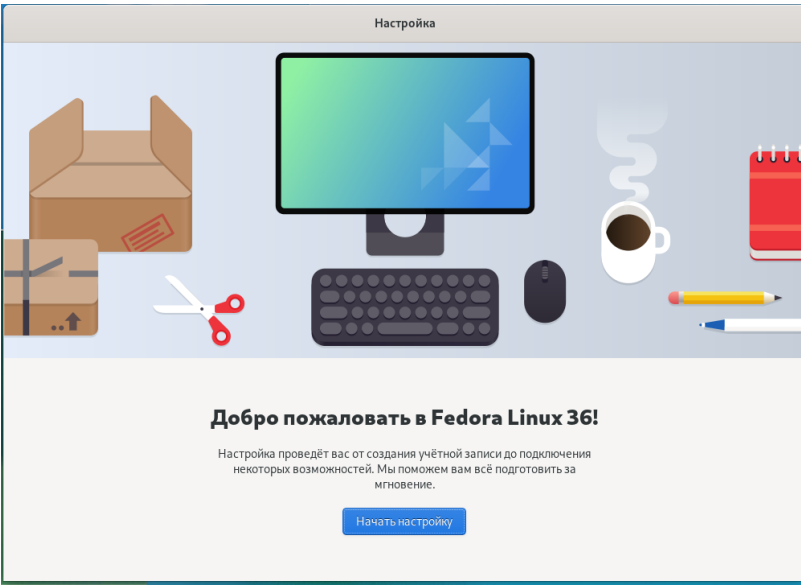 Настройка
Добро пожаловать в Fedora Linux 36!
Настройка проведёт вас от создания учётной записи до подключения
некоторых возможностей. Мы поможем вам всё подготовить за
мгновение.
Начать настройку